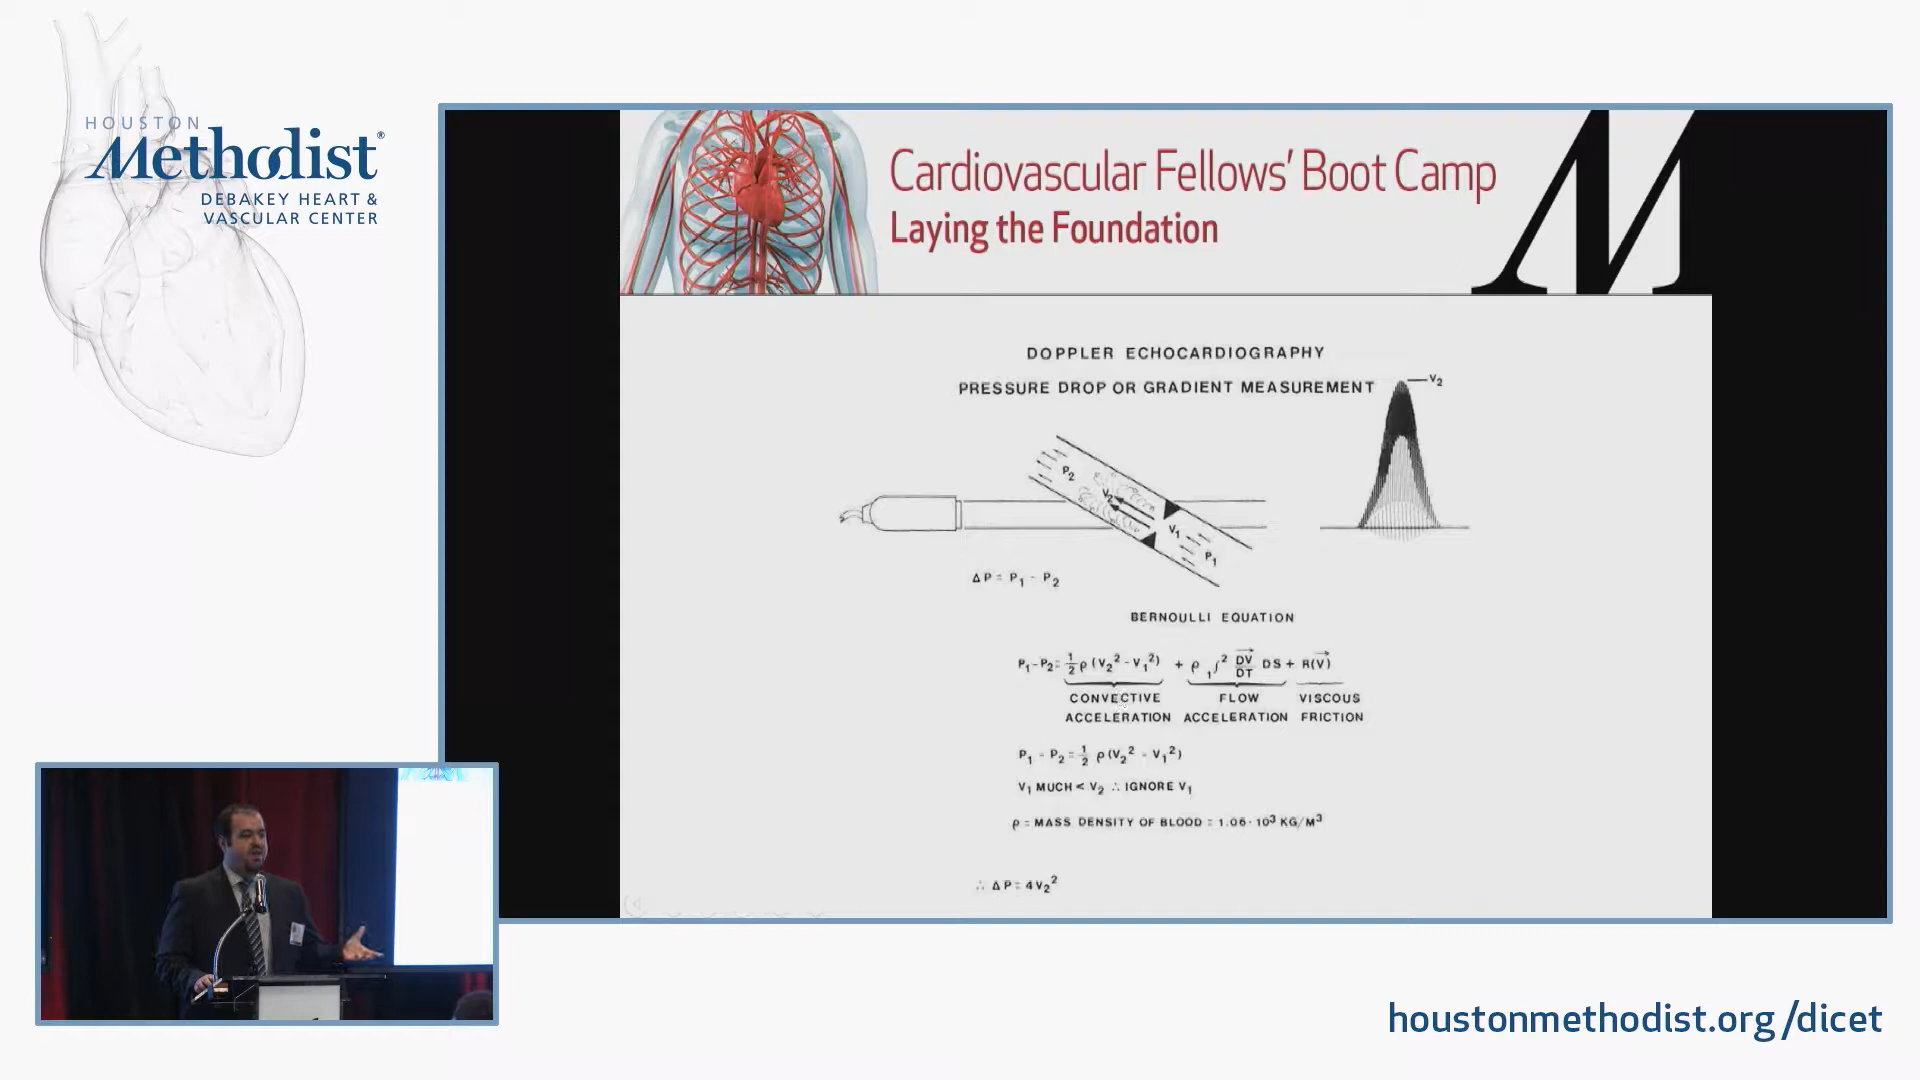 HOUSTON
Methodist®
DEBAKEY HEART &
VASCULAR CENTER
Cardiovascular Fellows' Boot Camp
Laying the Foundation
M
DOPPLER ECHOCARDIOGRAPHY
PRESSURE DROP OR GRADIENT MEASUREMENT
V₂
P₂
V₂
V₁
P₁
ΔP = P₁ - P₂
BERNOULLI EQUATION
P₁-P₂ = ½ρ(V₂² - V₁²) + ρ ₁∫² DV/DT DS + R(V)
CONVECTIVE ACCELERATION
FLOW ACCELERATION
VISCOUS FRICTION
P₁ - P₂ = ½ ρ(V₂² - V₁²)
V₁ MUCH < V₂ ∴ IGNORE V₁
ρ = MASS DENSITY OF BLOOD = 1.06·10³ KG/M³
∴ ΔP = 4V₂²
houstonmethodist.org/dicet